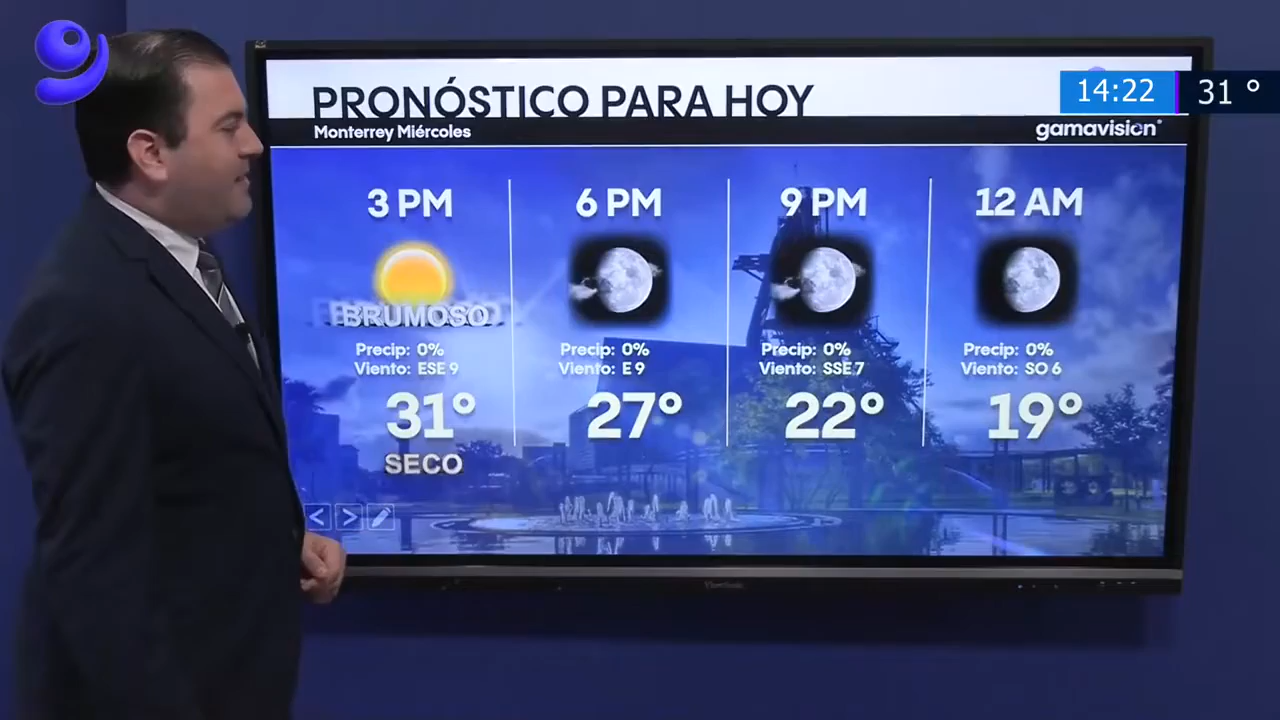 14:22 31 °
PRONÓSTICO PARA HOY
Monterrey Miércoles
gamavision
3 PM
BRUMOSO
Precip: 0%
Viento: ESE 9
31°
SECO
6 PM
Precip: 0%
Viento: E 9
27°
9 PM
Precip: 0%
Viento: SSE 7
22°
12 AM
Precip: 0%
Viento: SO 6
19°
< >
ViewSonic